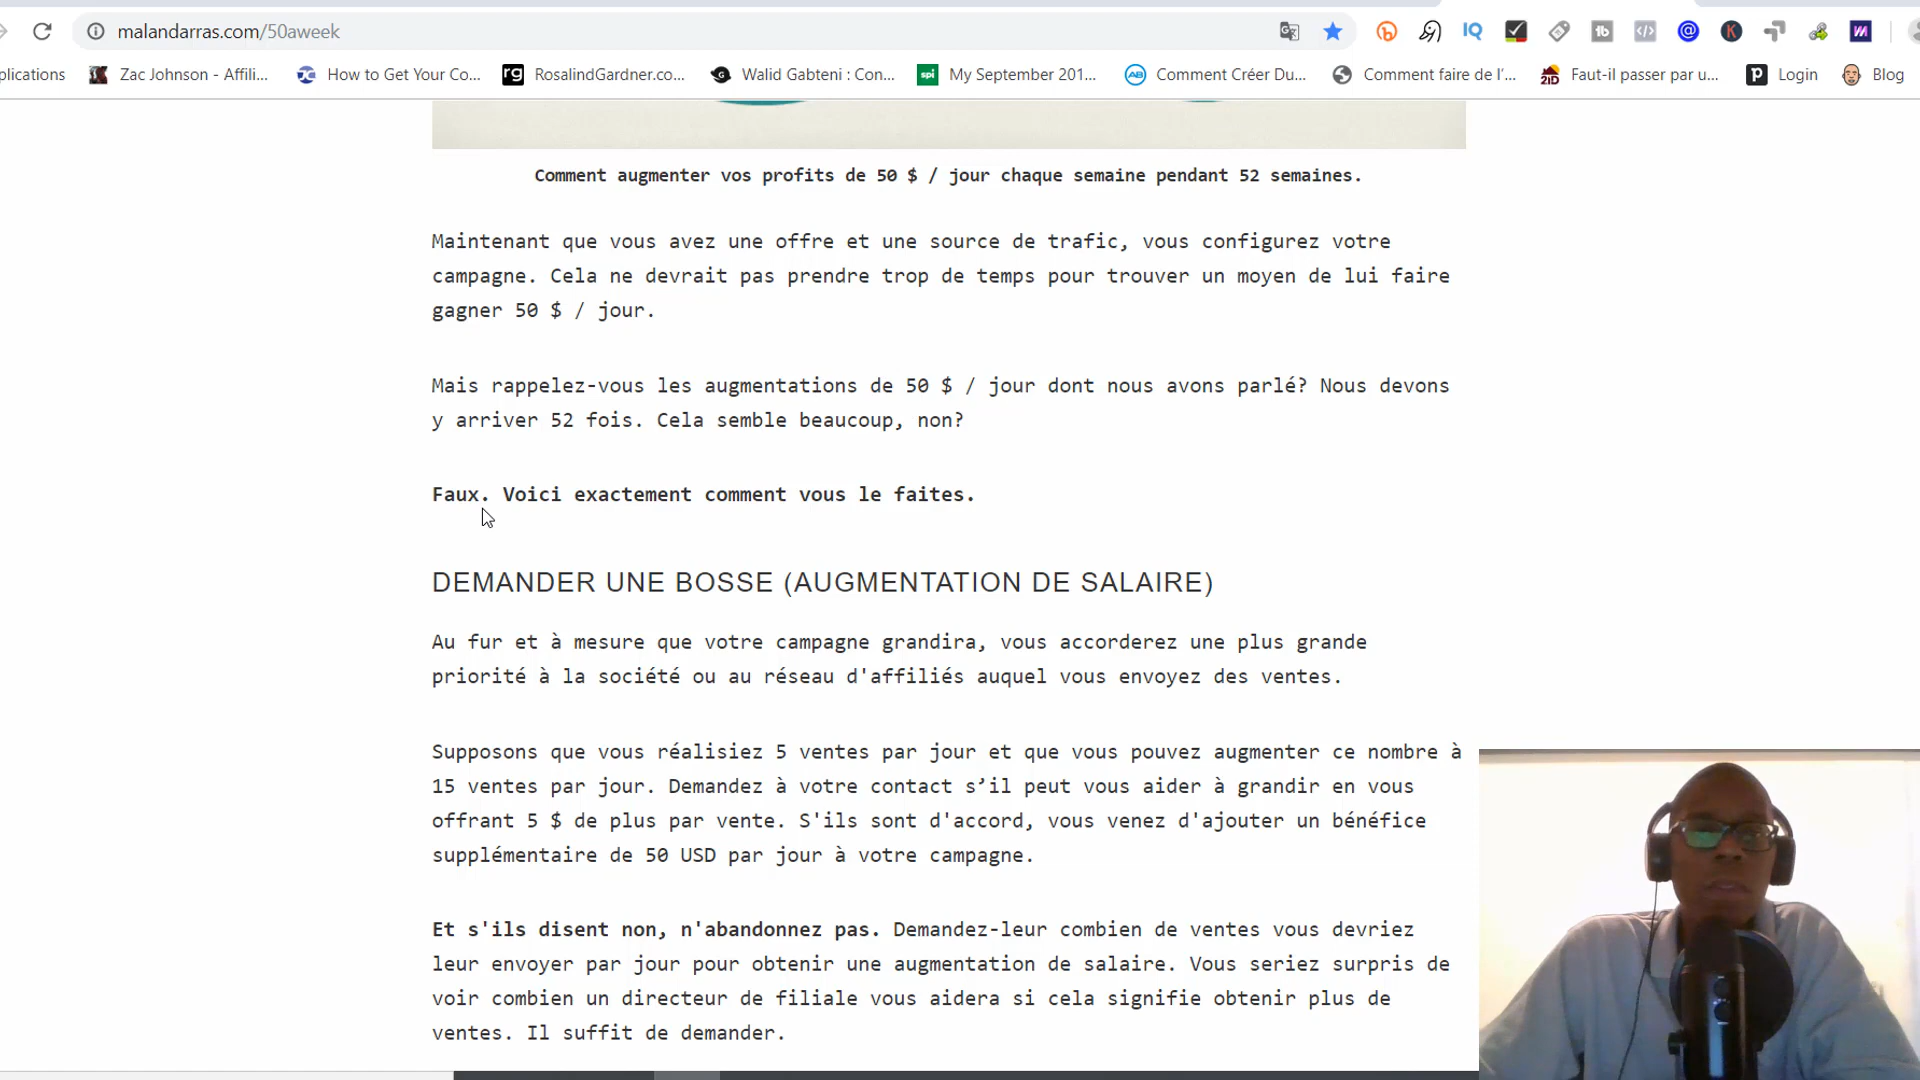 malandarras.com/50aweek
plications
Zac Johnson - Affili...
How to Get Your Co...
rg
RosalindGardner.co...
Walid Gabteni : Con...
spi
My September 201...
AB
Comment Créer Du...
Comment faire de l'...
21D
Faut-il passer par u...
Login
Blog
Comment augmenter vos profits de 50 $ / jour chaque semaine pendant 52 semaines.
Maintenant que vous avez une offre et une source de trafic, vous configurez votre
campagne. Cela ne devrait pas prendre trop de temps pour trouver un moyen de lui faire
gagner 50 $ / jour.
Mais rappelez-vous les augmentations de 50 $ / jour dont nous avons parlé? Nous devons
y arriver 52 fois. Cela semble beaucoup, non?
Faux. Voici exactement comment vous le faites.
DEMANDER UNE BOSSE (AUGMENTATION DE SALAIRE)
Au fur et à mesure que votre campagne grandira, vous accorderez une plus grande
priorité à la société ou au réseau d'affiliés auquel vous envoyez des ventes.
Supposons que vous réalisiez 5 ventes par jour et que vous pouvez augmenter ce nombre à
15 ventes par jour. Demandez à votre contact s’il peut vous aider à grandir en vous
offrant 5 $ de plus par vente. S'ils sont d'accord, vous venez d'ajouter un bénéfice
supplémentaire de 50 USD par jour à votre campagne.
Et s'ils disent non, n'abandonnez pas. Demandez-leur combien de ventes vous devriez
leur envoyer par jour pour obtenir une augmentation de salaire. Vous seriez surpris de
voir combien un directeur de filiale vous aidera si cela signifie obtenir plus de
ventes. Il suffit de demander.